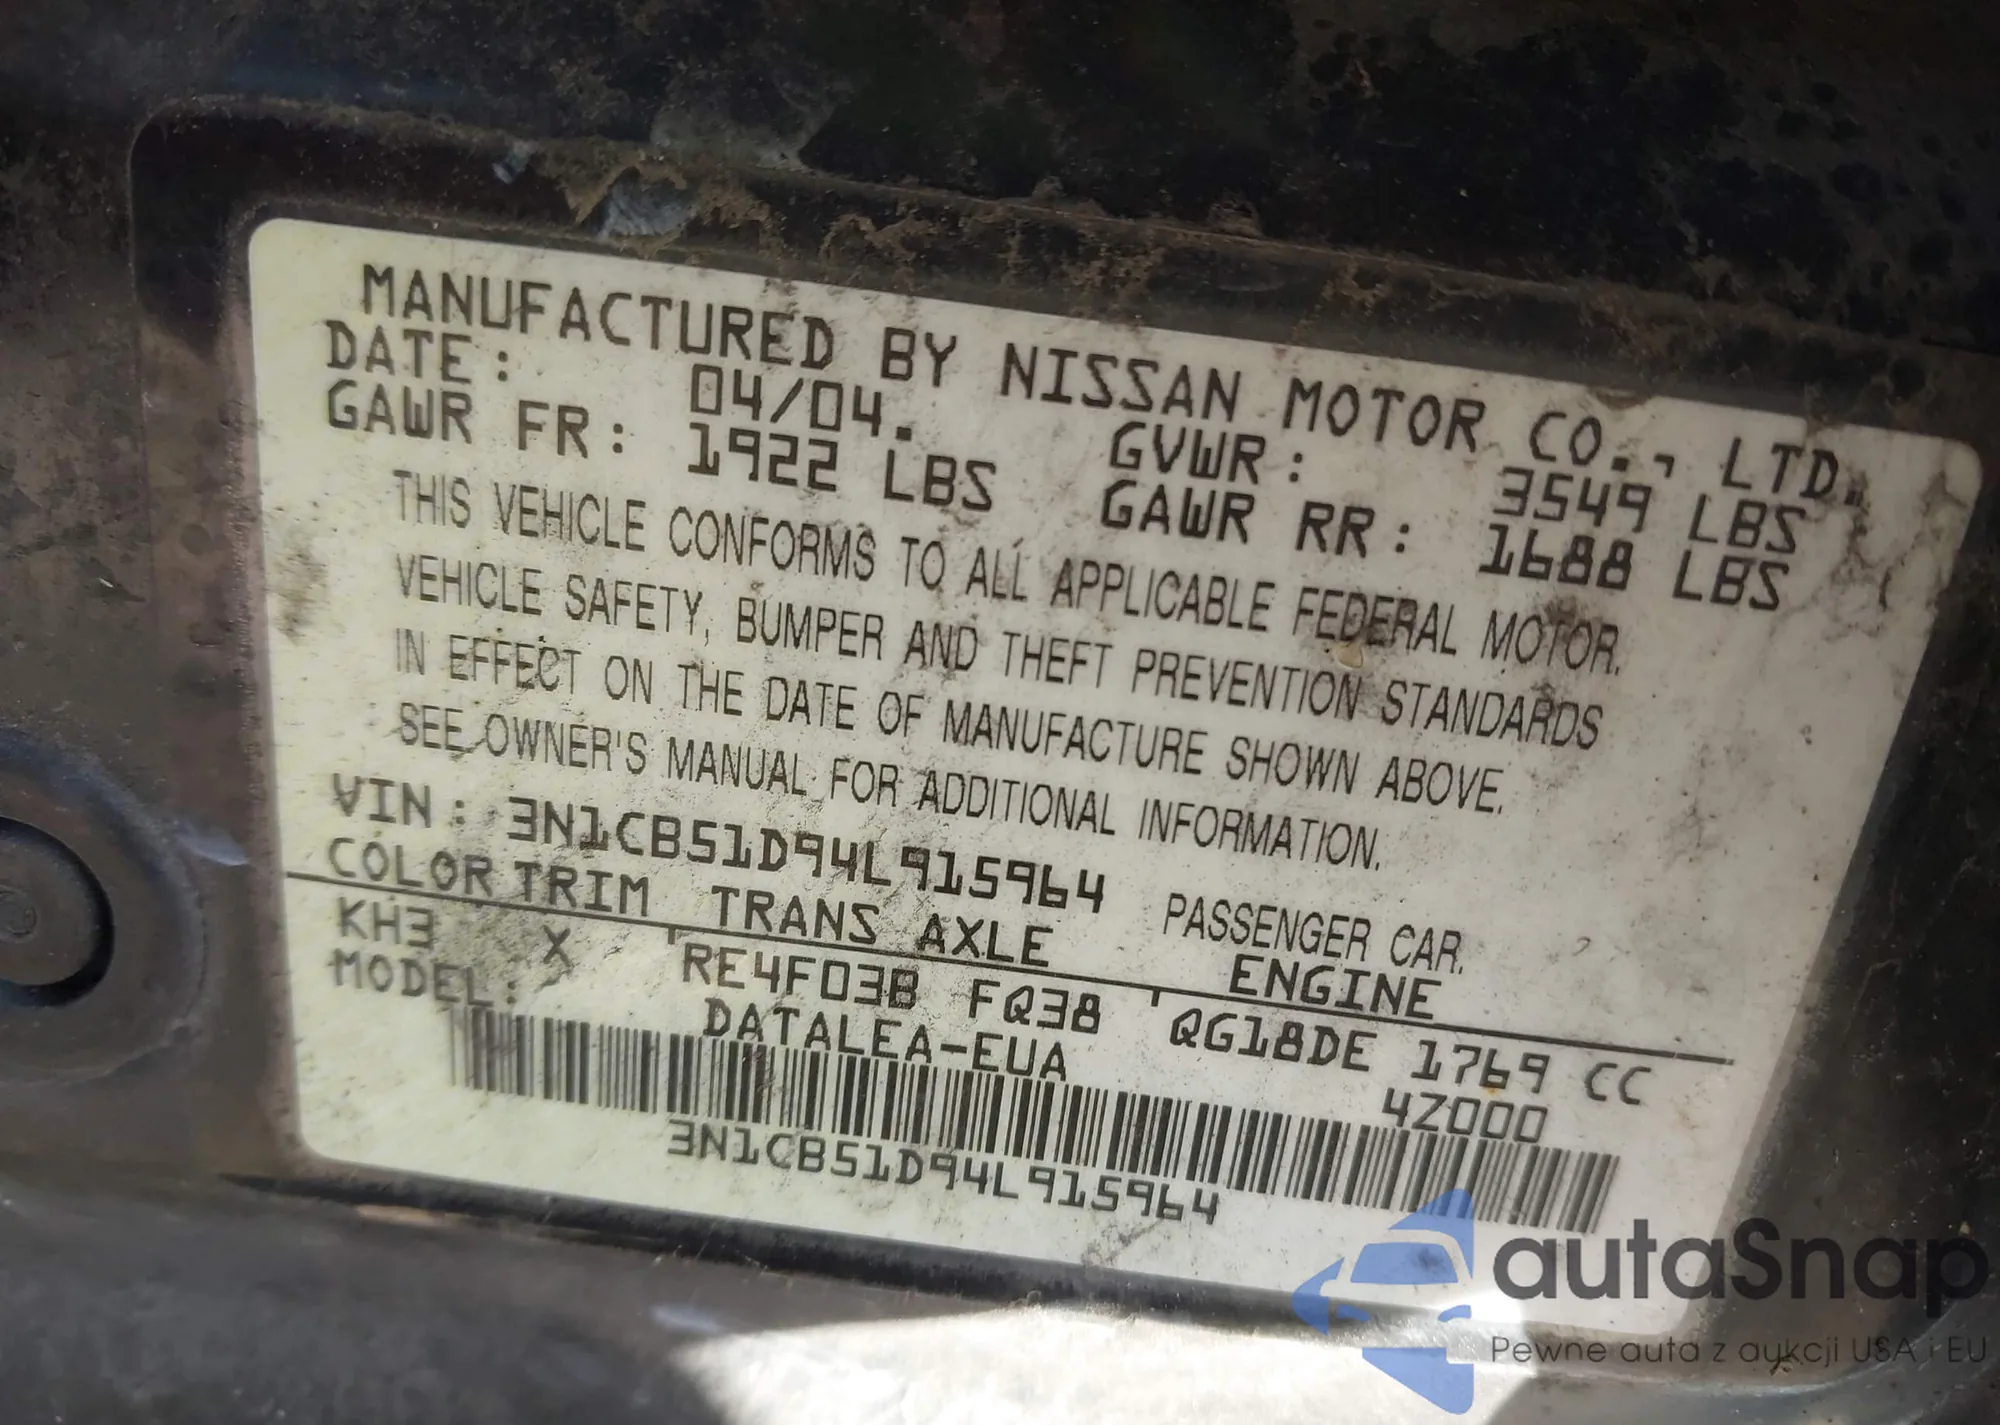 MANUFACTURED BY NISSAN MOTOR CO., LTD.
DATE: 04/04. GVWR: 3549 LBS
GAWR FR: 1922 LBS GAWR RR: 1688 LBS
THIS VEHICLE CONFORMS TO ALL APPLICABLE FEDERAL MOTOR.
VEHICLE SAFETY, BUMPER AND THEFT PREVENTION STANDARDS
IN EFFECT ON THE DATE OF MANUFACTURE SHOWN ABOVE.
SEE OWNER'S MANUAL FOR ADDITIONAL INFORMATION.
VIN: 3N1CB51D94L915964 PASSENGER CAR.
COLOR TRIM TRANS AXLE ENGINE
KH3 X RE4F03B FQ38 QG18DE 1769 CC
MODEL: DATALEA-EUA 4Z000
3N1CB51D94L915964
autaSnap
Pewne auta z aukcji USA i EU